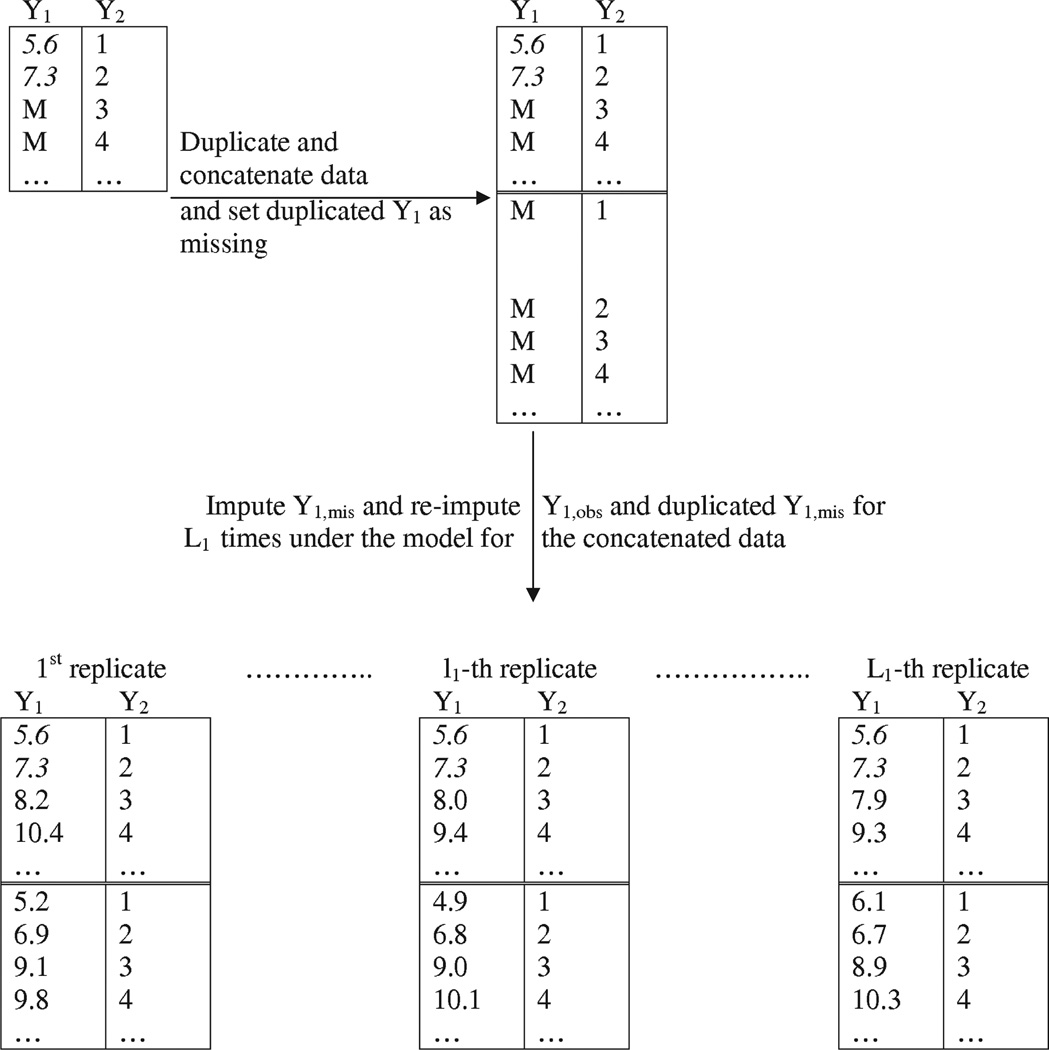 Y₁ Y₂
5.6 1
7.3 2
M 3
M 4
... ...
Duplicate and
concatenate data
and set duplicated Y₁ as
missing
Y₁ Y₂
5.6 1
7.3 2
M 3
M 4
... ...
M 1
M 2
M 3
M 4
... ...
Impute Y₁,mis and re-impute Y₁,obs and duplicated Y₁,mis for
L₁ times under the model for the concatenated data
1st replicate ………….. l₁-th replicate …………….. L₁-th replicate
Y₁ Y₂ Y₁ Y₂ Y₁ Y₂
5.6 1 5.6 1 5.6 1
7.3 2 7.3 2 7.3 2
8.2 3 8.0 3 7.9 3
10.4 4 9.4 4 9.3 4
... ... ... ... ... ...
5.2 1 4.9 1 6.1 1
6.9 2 6.8 2 6.7 2
9.1 3 9.0 3 8.9 3
9.8 4 10.1 4 10.3 4
... ... ... ... ... ...